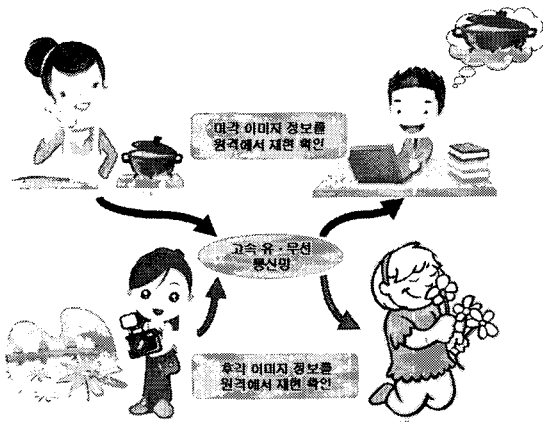 미각 이미지 정보를
원격에서 재현 확인
고속 유·무선
통신망
후각 이미지 정보를
원격에서 재현 확인